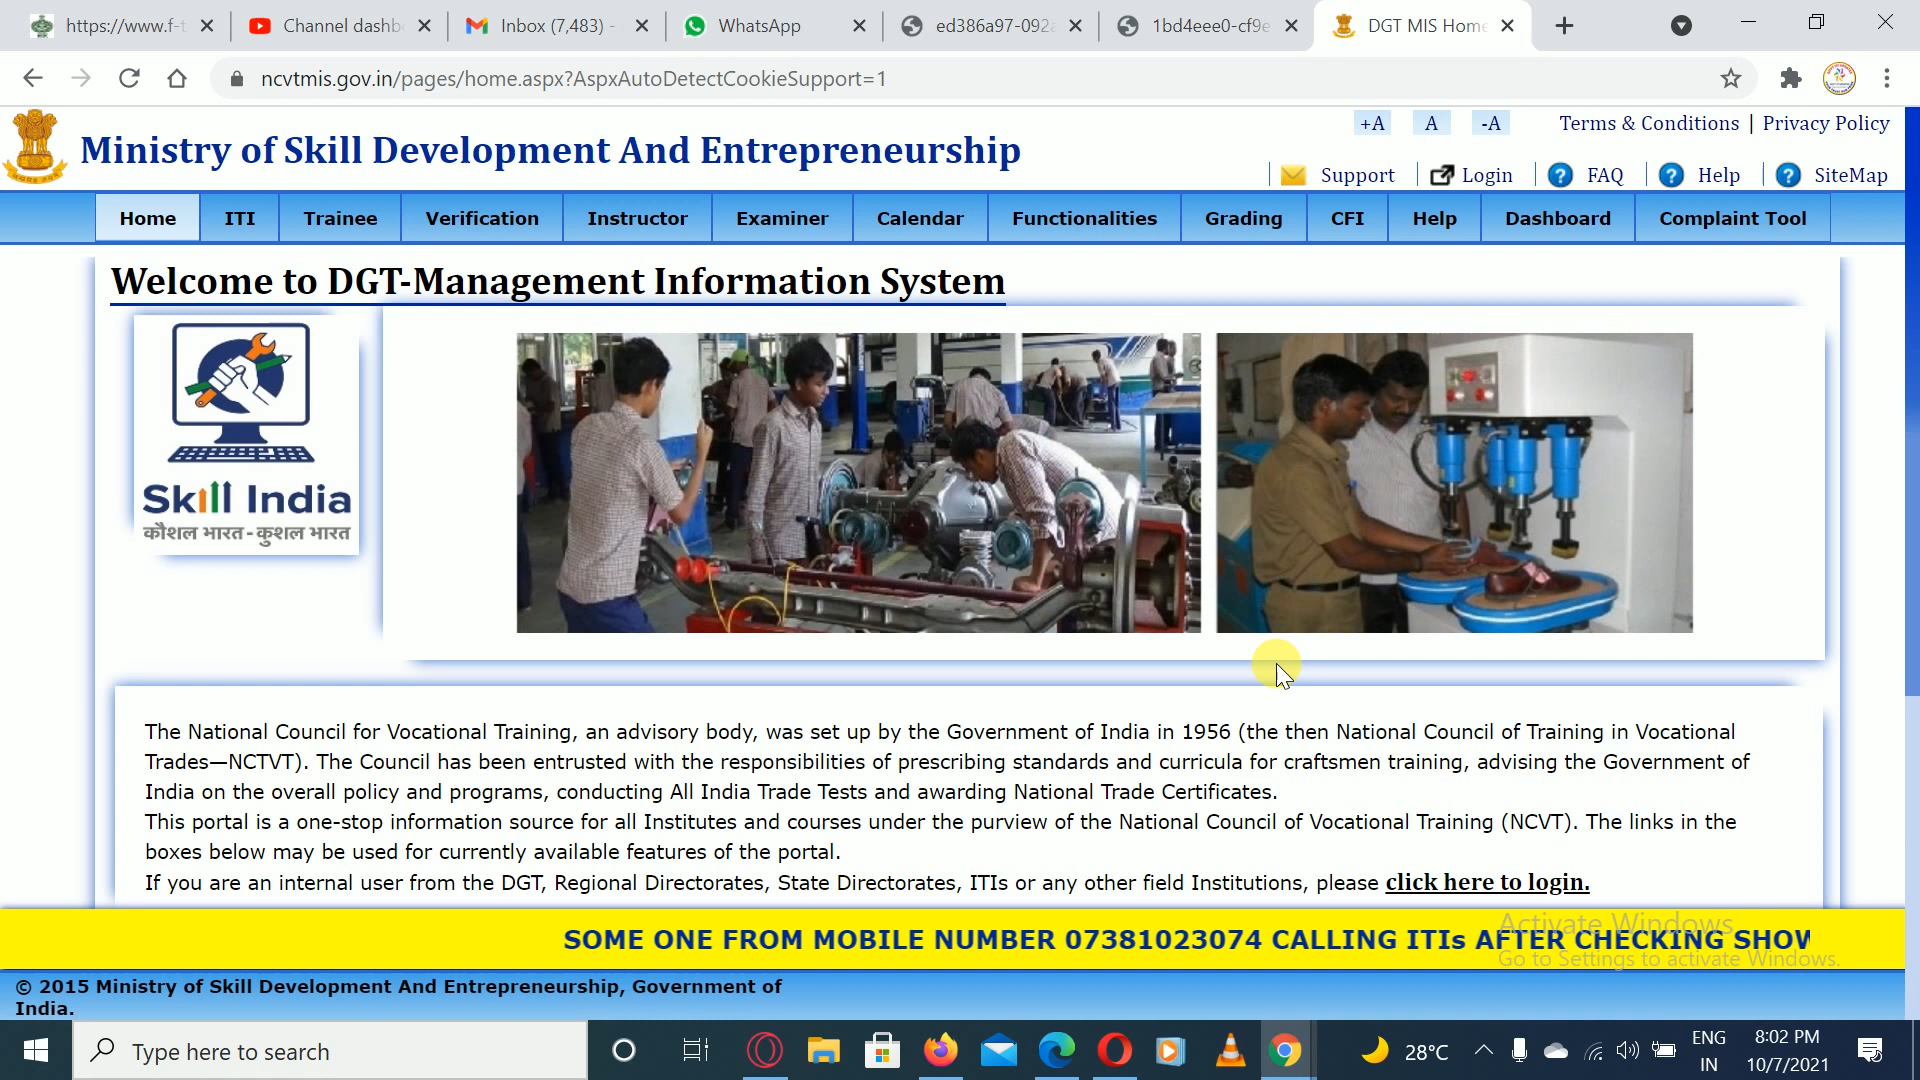 https://www.f-t
Channel dashb
Inbox (7,483) -
WhatsApp
ed386a97-092a
1bd4eee0-cf9e
DGT MIS Home
ncvtmis.gov.in/pages/home.aspx?AspxAutoDetectCookieSupport=1
+A A -A Terms & Conditions | Privacy Policy
Ministry of Skill Development And Entrepreneurship
Support Login FAQ Help SiteMap
Home ITI Trainee Verification Instructor Examiner Calendar Functionalities Grading CFI Help Dashboard Complaint Tool
Welcome to DGT-Management Information System
Skill India
कौशल भारत - कुशल भारत
The National Council for Vocational Training, an advisory body, was set up by the Government of India in 1956 (the then National Council of Training in Vocational
Trades—NCTVT). The Council has been entrusted with the responsibilities of prescribing standards and curricula for craftsmen training, advising the Government of
India on the overall policy and programs, conducting All India Trade Tests and awarding National Trade Certificates.
This portal is a one-stop information source for all Institutes and courses under the purview of the National Council of Vocational Training (NCVT). The links in the
boxes below may be used for currently available features of the portal.
If you are an internal user from the DGT, Regional Directorates, State Directorates, ITIs or any other field Institutions, please click here to login.
SOME ONE FROM MOBILE NUMBER 07381023074 CALLING ITIs AFTER CHECKING SHOW
Activate Windows
Go to Settings to activate Windows.
© 2015 Ministry of Skill Development And Entrepreneurship, Government of
India.
Type here to search
28°C
ENG
IN
8:02 PM
10/7/2021